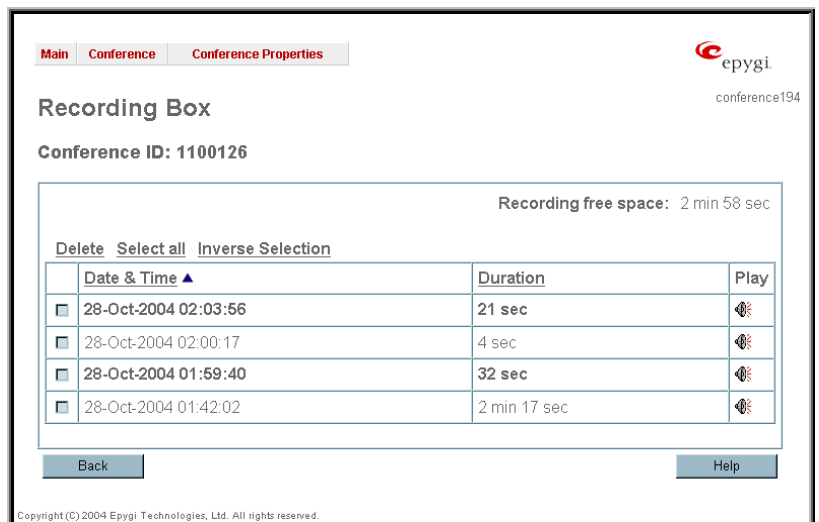 Main Conference Conference Properties
epygi
conference194
Recording Box
Conference ID: 1100126
Recording free space: 2 min 58 sec
Delete Select all Inverse Selection
Date & Time Duration Play
28-Oct-2004 02:03:56 21 sec
28-Oct-2004 02:00:17 4 sec
28-Oct-2004 01:59:40 32 sec
28-Oct-2004 01:42:02 2 min 17 sec
Back Help
Copyright (C) 2004 Epygi Technologies, Ltd. All rights reserved.